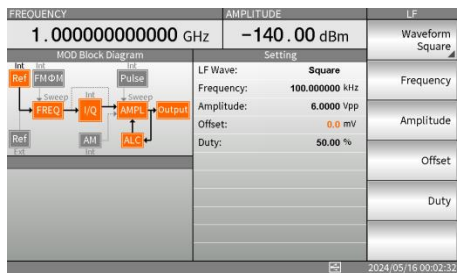 FREQUENCY
AMPLITUDE
LF
1.000000000000 GHz
-140.00 dBm
Waveform
Square
MOD Block Diagram
Setting
Int Int Int
Ref FMΦM Pulse
Sweep Int Sweep
FREQ I/Q AMPL Output
Ref AM ALC
Ext Int
LF Wave: Square
Frequency: 100.000000 kHz
Amplitude: 6.0000 Vpp
Offset: 0.0 mV
Duty: 50.00 %
Frequency
Amplitude
Offset
Duty
2024/05/16 00:02:32